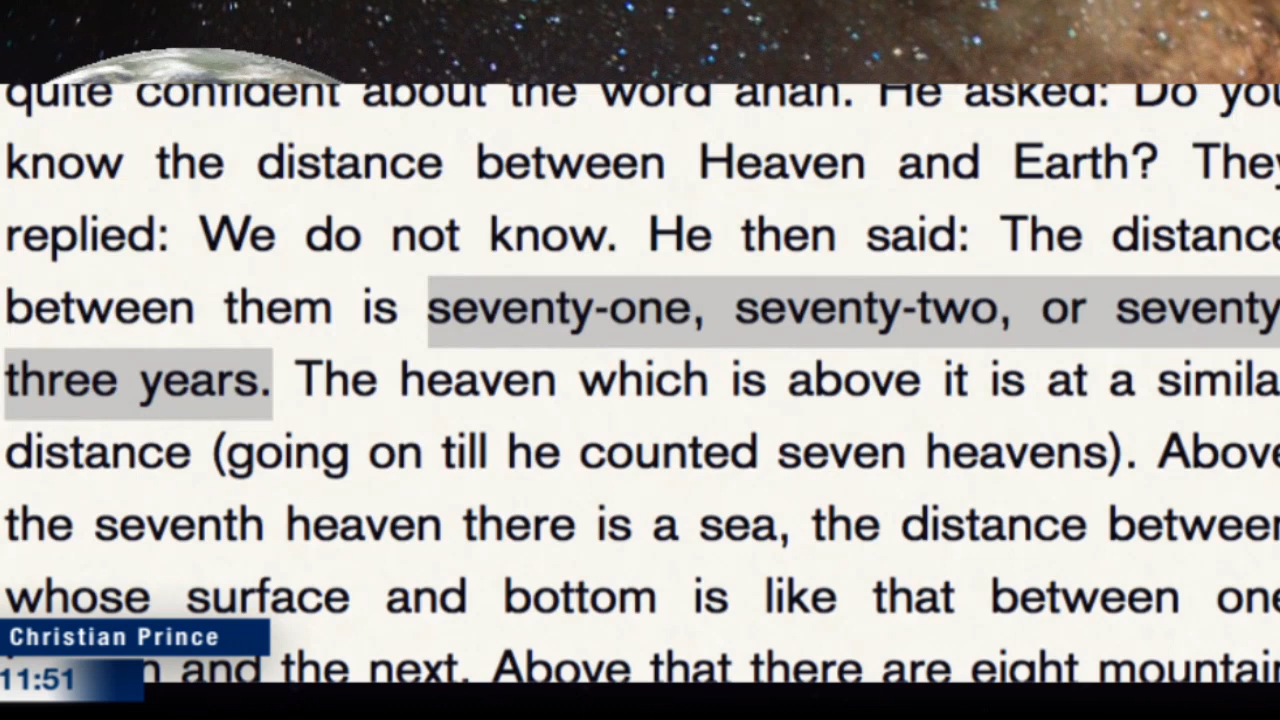 quite confident about the word anan. He asked: Do you
know the distance between Heaven and Earth? They
replied: We do not know. He then said: The distance
between them is seventy-one, seventy-two, or seventy-
three years. The heaven which is above it is at a simila
distance (going on till he counted seven heavens). Above
the seventh heaven there is a sea, the distance between
whose surface and bottom is like that between one
and the next. Above that there are eight mountain
Christian Prince
11:51